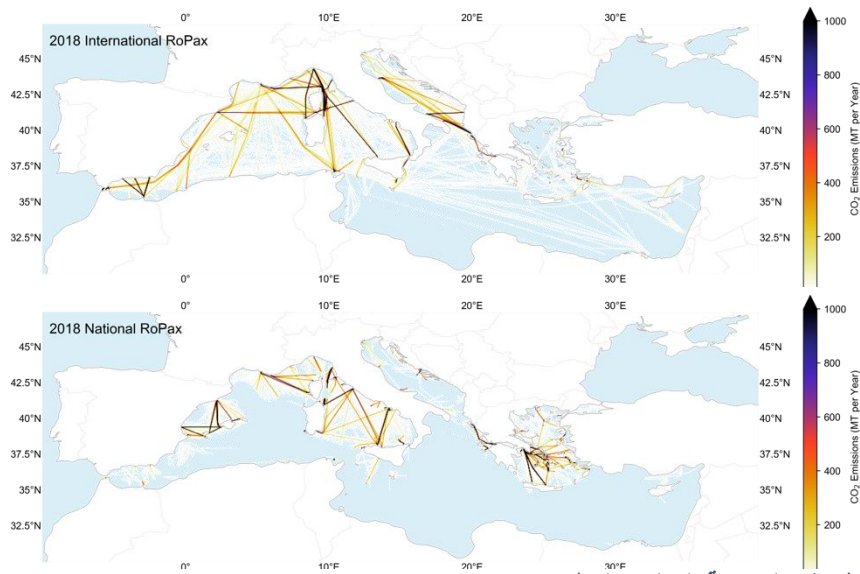 0° 10°E 20°E 30°E
2018 International RoPax
45°N 45°N
42.5°N 42.5°N
40°N 40°N
37.5°N 37.5°N
35°N 35°N
32.5°N 32.5°N
0° 10°E 20°E 30°E
1000
800
600
400
200
CO₂ Emissions (MT per Year)
0° 10°E 20°E 30°E
2018 National RoPax
45°N 45°N
42.5°N 42.5°N
40°N 40°N
37.5°N 37.5°N
35°N 35°N
32.5°N 32.5°N
1000
800
600
400
200
CO₂ Emissions (MT per Year)